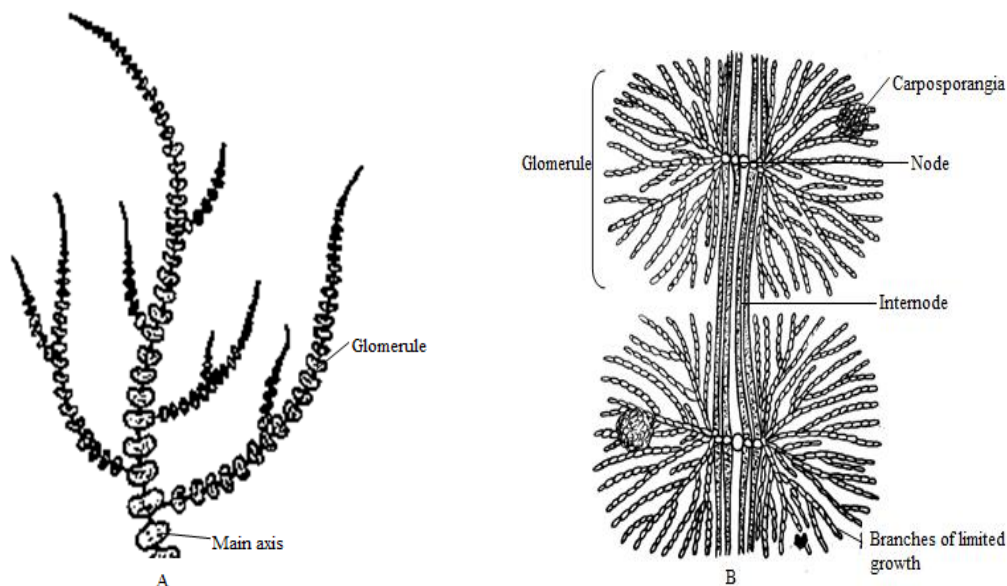 Glomerule
Main axis
A
Carposporangia
Glomerule
Node
Internode
Branches of limited
growth
B